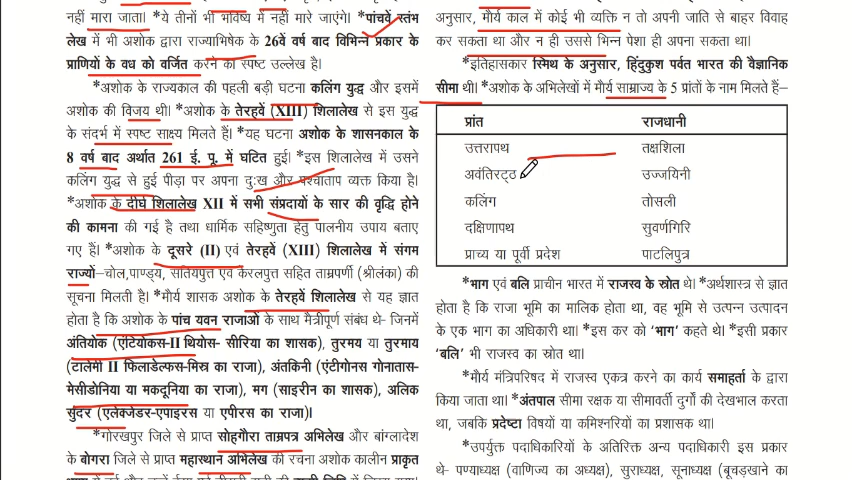 नहीं मारा जाता। *ये तीनों भी भविष्य में नहीं मारे जाएंगे। *पांचवें स्तंभ
लेख में भी अशोक द्वारा राज्याभिषेक के 26वें वर्ष बाद विभिन्न प्रकार के
प्राणियों के वध को वर्जित करने का स्पष्ट उल्लेख है।
*अशोक के राज्यकाल की पहली बड़ी घटना कलिंग युद्ध और इसमें
अशोक की विजय थी। *अशोक के तेरहवें (XIII) शिलालेख से इस युद्ध
के संदर्भ में स्पष्ट साक्ष्य मिलते हैं। *यह घटना अशोक के शासनकाल के
8 वर्ष बाद अर्थात 261 ई. पू. में घटित हुई। *इस शिलालेख में उसने
कलिंग युद्ध से हुई पीड़ा पर अपना दुःख और पश्चाताप व्यक्त किया है।
*अशोक के दीर्घ शिलालेख XII में सभी संप्रदायों के सार की वृद्धि होने
की कामना की गई है तथा धार्मिक सहिष्णुता हेतु पालनीय उपाय बताए
गए हैं। *अशोक के दूसरे (II) एवं तेरहवें (XIII) शिलालेख में संगम
राज्यों–चोल,पाण्ड्य, सतियपुत्त एवं केरलपुत्त सहित ताम्रपर्णी (श्रीलंका) की
सूचना मिलती है। *मौर्य शासक अशोक के तेरहवें शिलालेख से यह ज्ञात
होता है कि अशोक के पांच यवन राजाओं के साथ मैत्रीपूर्ण संबंध थे- जिनमें
अंतियोक (एंटियोकस-II थियोस- सीरिया का शासक), तुरमय या तुरमाय
(टालेमी II फिलाडेल्फस-मिस्र का राजा), अंतकिनी (एंटीगोनस गोनातास-
मेसीडोनिया या मकदूनिया का राजा), मग (साइरीन का शासक), अलिक
सुंदर (एलेक्जेंडर-एपाइरस या एपीरस का राजा)।
*गोरखपुर जिले से प्राप्त सोहगौरा ताम्रपत्र अभिलेख और बांग्लादेश
के बोगरा जिले से प्राप्त महास्थान अभिलेख की रचना अशोक कालीन प्राकृत
अनुसार, मौर्य काल में कोई भी व्यक्ति न तो अपनी जाति से बाहर विवाह
कर सकता था और न ही उससे भिन्न पेशा ही अपना सकता था।
*इतिहासकार स्मिथ के अनुसार, हिंदुकुश पर्वत भारत की वैज्ञानिक
सीमा थी। *अशोक के अभिलेखों में मौर्य साम्राज्य के 5 प्रांतों के नाम मिलते हैं–
प्रांत राजधानी
उत्तरापथ तक्षशिला
अवंतिरट्ठ उज्जयिनी
कलिंग तोसली
दक्षिणापथ सुवर्णगिरि
प्राच्य या पूर्वी प्रदेश पाटलिपुत्र
*भाग एवं बलि प्राचीन भारत में राजस्व के स्रोत थे। *अर्थशास्त्र से ज्ञात
होता है कि राजा भूमि का मालिक होता था, वह भूमि से उत्पन्न उत्पादन
के एक भाग का अधिकारी था। *इस कर को 'भाग' कहते थे। *इसी प्रकार
'बलि' भी राजस्व का स्रोत था।
*मौर्य मंत्रिपरिषद में राजस्व एकत्र करने का कार्य समाहर्ता के द्वारा
किया जाता था। *अंतपाल सीमा रक्षक या सीमावर्ती दुर्गों की देखभाल करता
था, जबकि प्रदेष्टा विषयों या कमिश्नरियों का प्रशासक था।
*उपर्युक्त पदाधिकारियों के अतिरिक्त अन्य पदाधिकारी इस प्रकार
थे- पण्याध्यक्ष (वाणिज्य का अध्यक्ष), सुराध्यक्ष, सूनाध्यक्ष (बूचड़खाने का